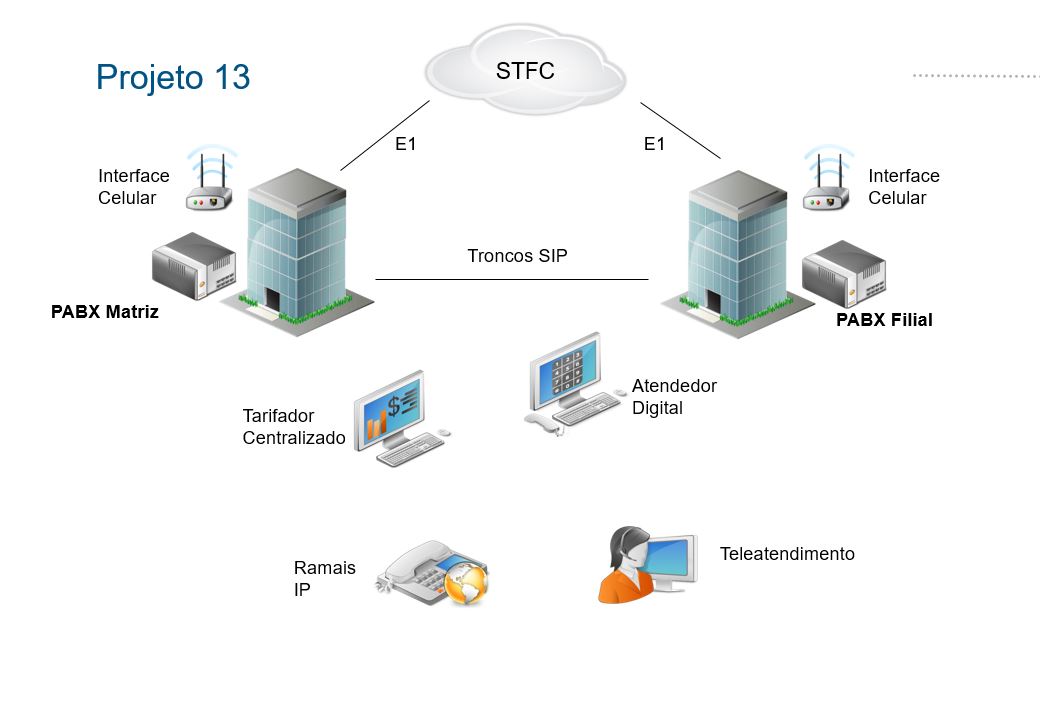 STFC
Projeto 13
E1
E1
Interface
Celular
Interface
Celular
Troncos SIP
PABX Matriz
PABX Filial
Atendedor
Digital
Tarifador
Centralizado
Teleatendimento
Ramais
IP